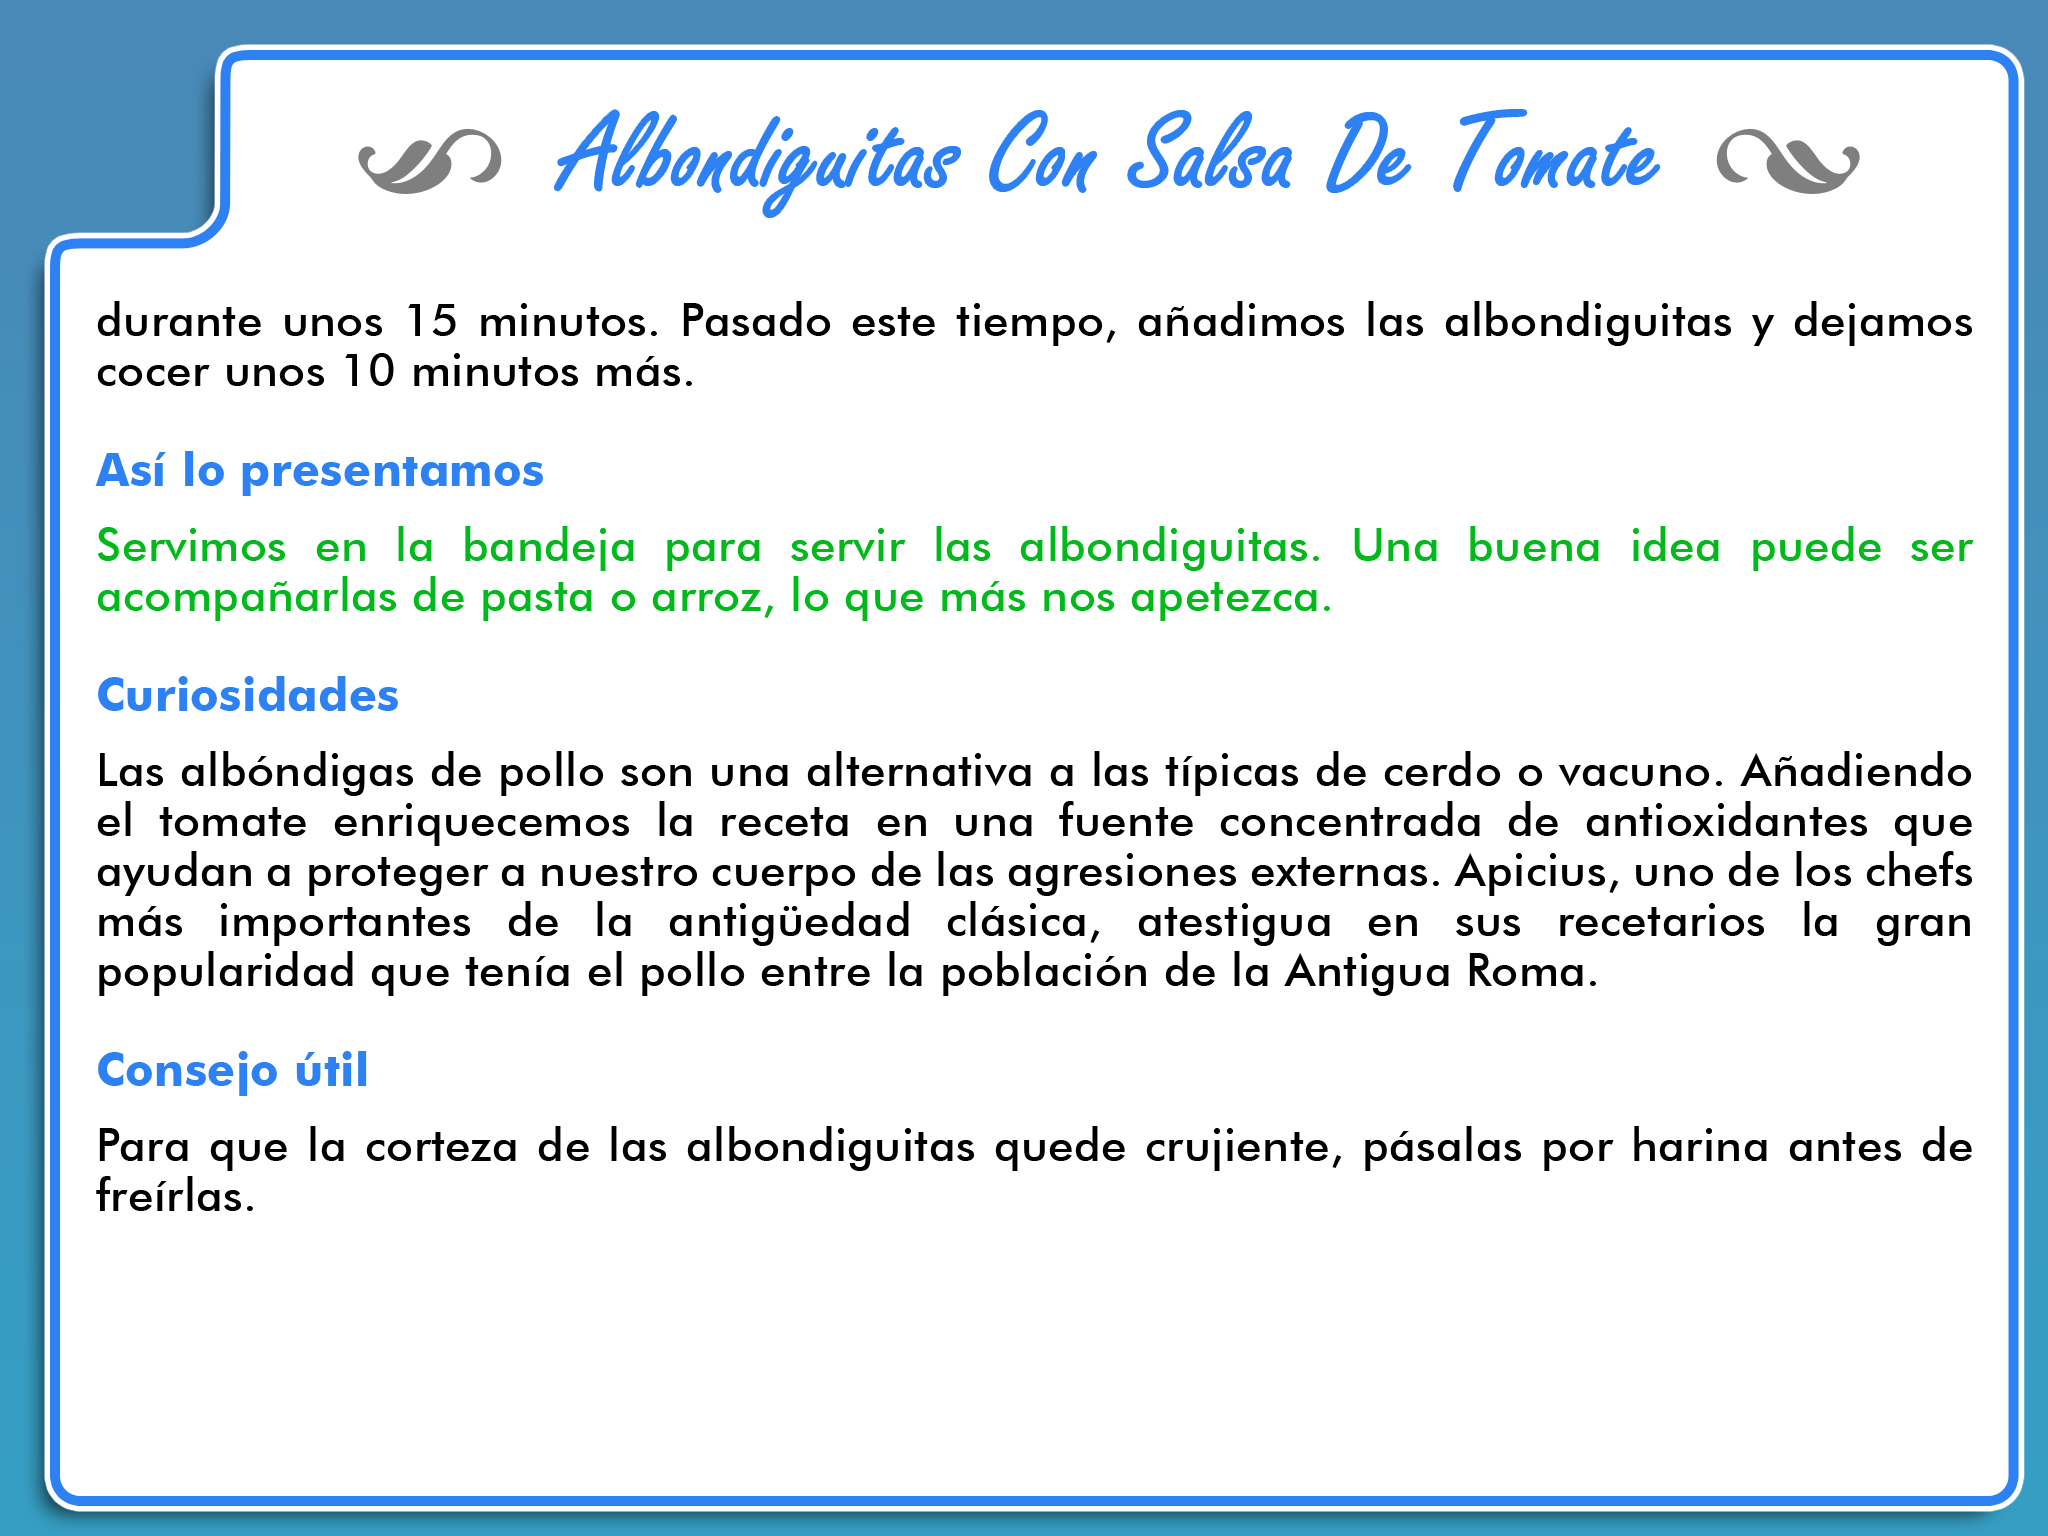 Albondiguitas Con Salsa De Tomate
durante unos 15 minutos. Pasado este tiempo, añadimos las albondiguitas y dejamos
cocer unos 10 minutos más.
Así lo presentamos
Servimos en la bandeja para servir las albondiguitas. Una buena idea puede ser
acompañarlas de pasta o arroz, lo que más nos apetezca.
Curiosidades
Las albóndigas de pollo son una alternativa a las típicas de cerdo o vacuno. Añadiendo
el tomate enriquecemos la receta en una fuente concentrada de antioxidantes que
ayudan a proteger a nuestro cuerpo de las agresiones externas. Apicius, uno de los chefs
más importantes de la antigüedad clásica, atestigua en sus recetarios la gran
popularidad que tenía el pollo entre la población de la Antigua Roma.
Consejo útil
Para que la corteza de las albondiguitas quede crujiente, pásalas por harina antes de
freírlas.